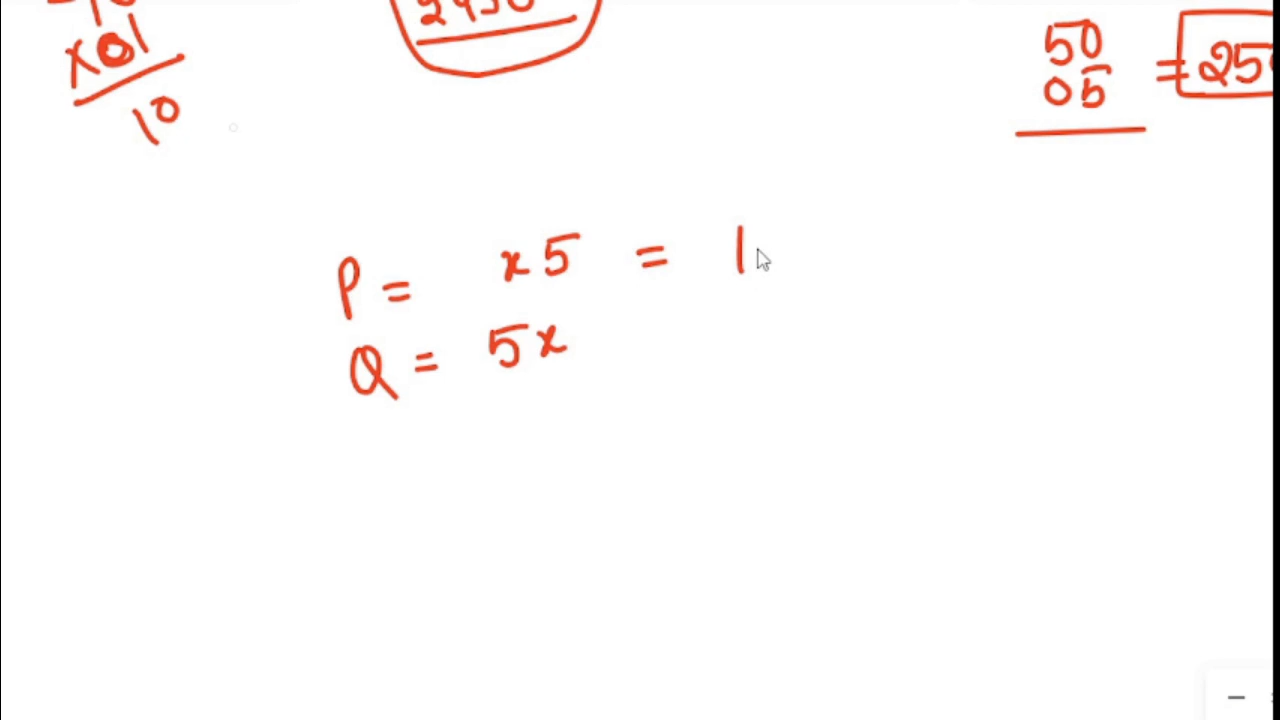 x01
10
50
05
= 25
P = x5 = 1
Q = 5x